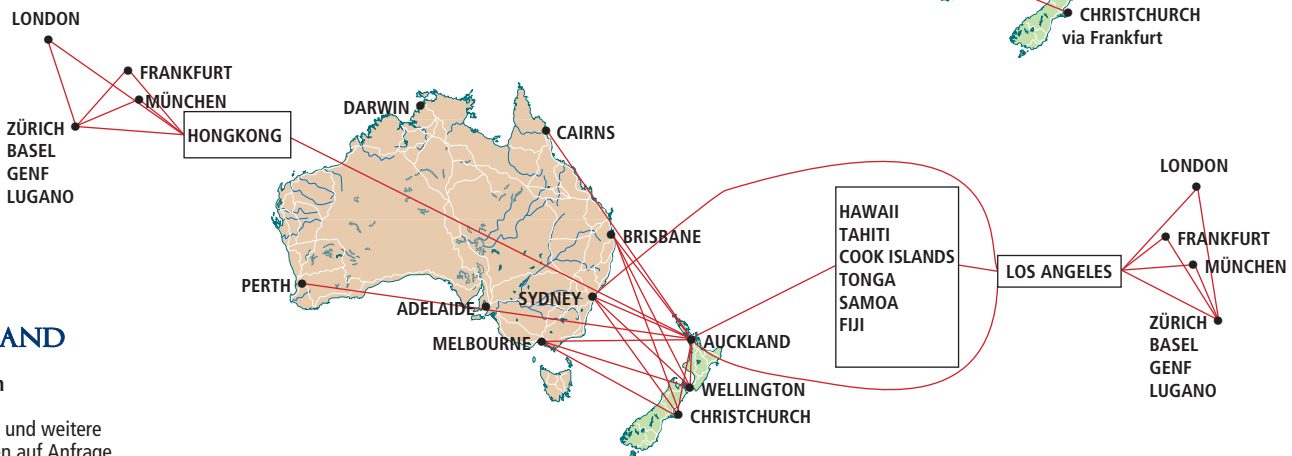 CHRISTCHURCH
via Frankfurt
LONDON
FRANKFURT
MÜNCHEN
ZÜRICH
BASEL
GENF
LUGANO
HONGKONG
DARWIN
CAIRNS
BRISBANE
PERTH
ADELAIDE
SYDNEY
MELBOURNE
AUCKLAND
WELLINGTON
CHRISTCHURCH
HAWAII
TAHITI
COOK ISLANDS
TONGA
SAMOA
FIJI
LOS ANGELES
LONDON
FRANKFURT
MÜNCHEN
ZÜRICH
BASEL
GENF
LUGANO
AND
n
und weitere
en auf Anfrage